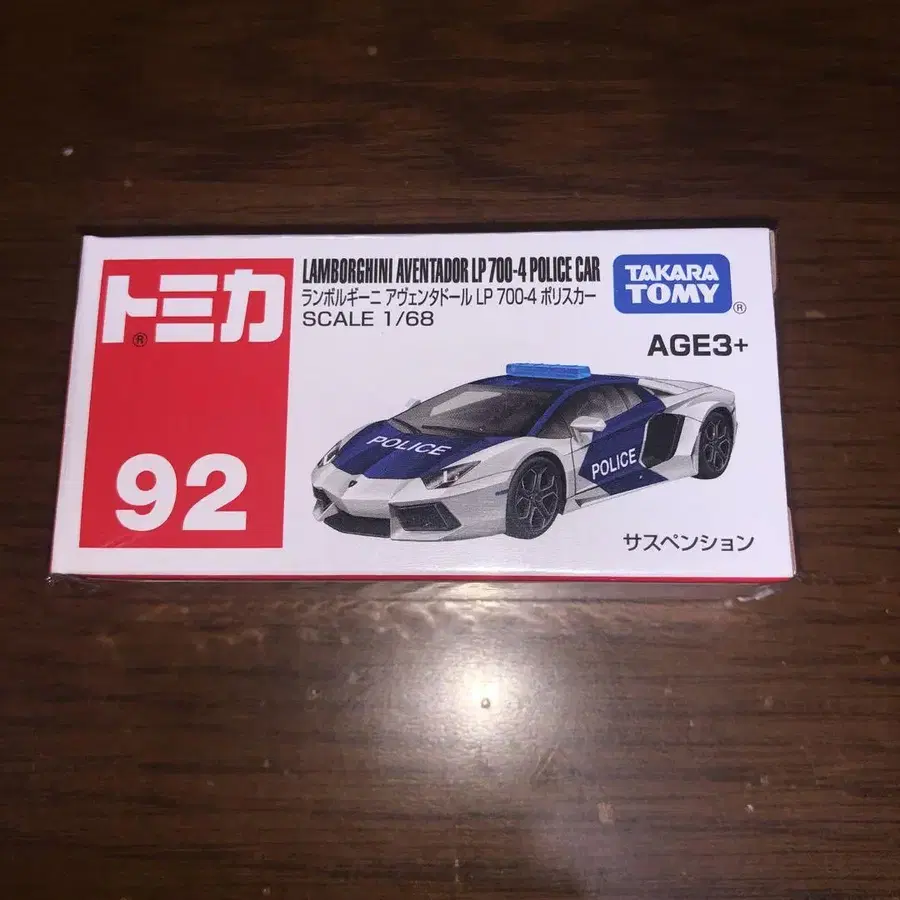 トミカ
®
92
LAMBORGHINI AVENTADOR LP 700-4 POLICE CAR
ランボルギーニ アヴェンタドール LP 700-4 ポリスカー
SCALE 1/68
TAKARA
TOMY
®
AGE3+
POLICE
POLICE
サスペンション